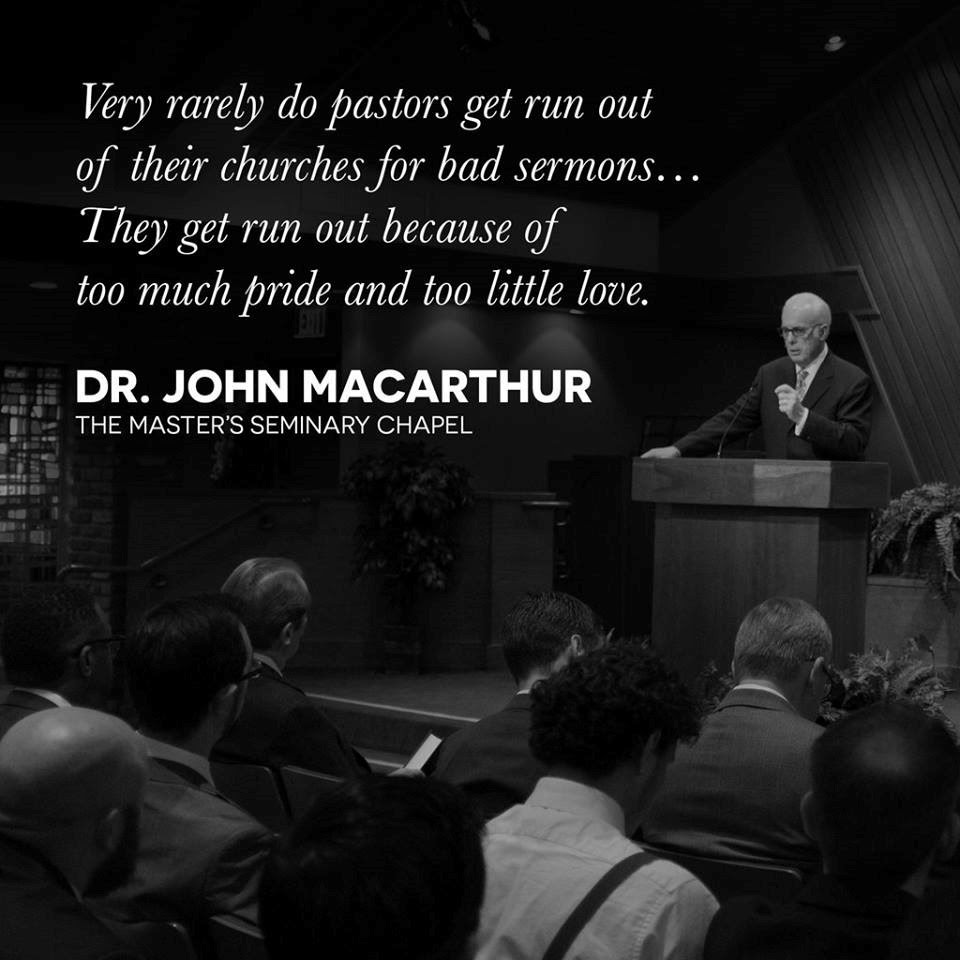 Very rarely do pastors get run out
of their churches for bad sermons...
They get run out because of
too much pride and too little love.
DR. JOHN MACARTHUR
THE MASTER'S SEMINARY CHAPEL